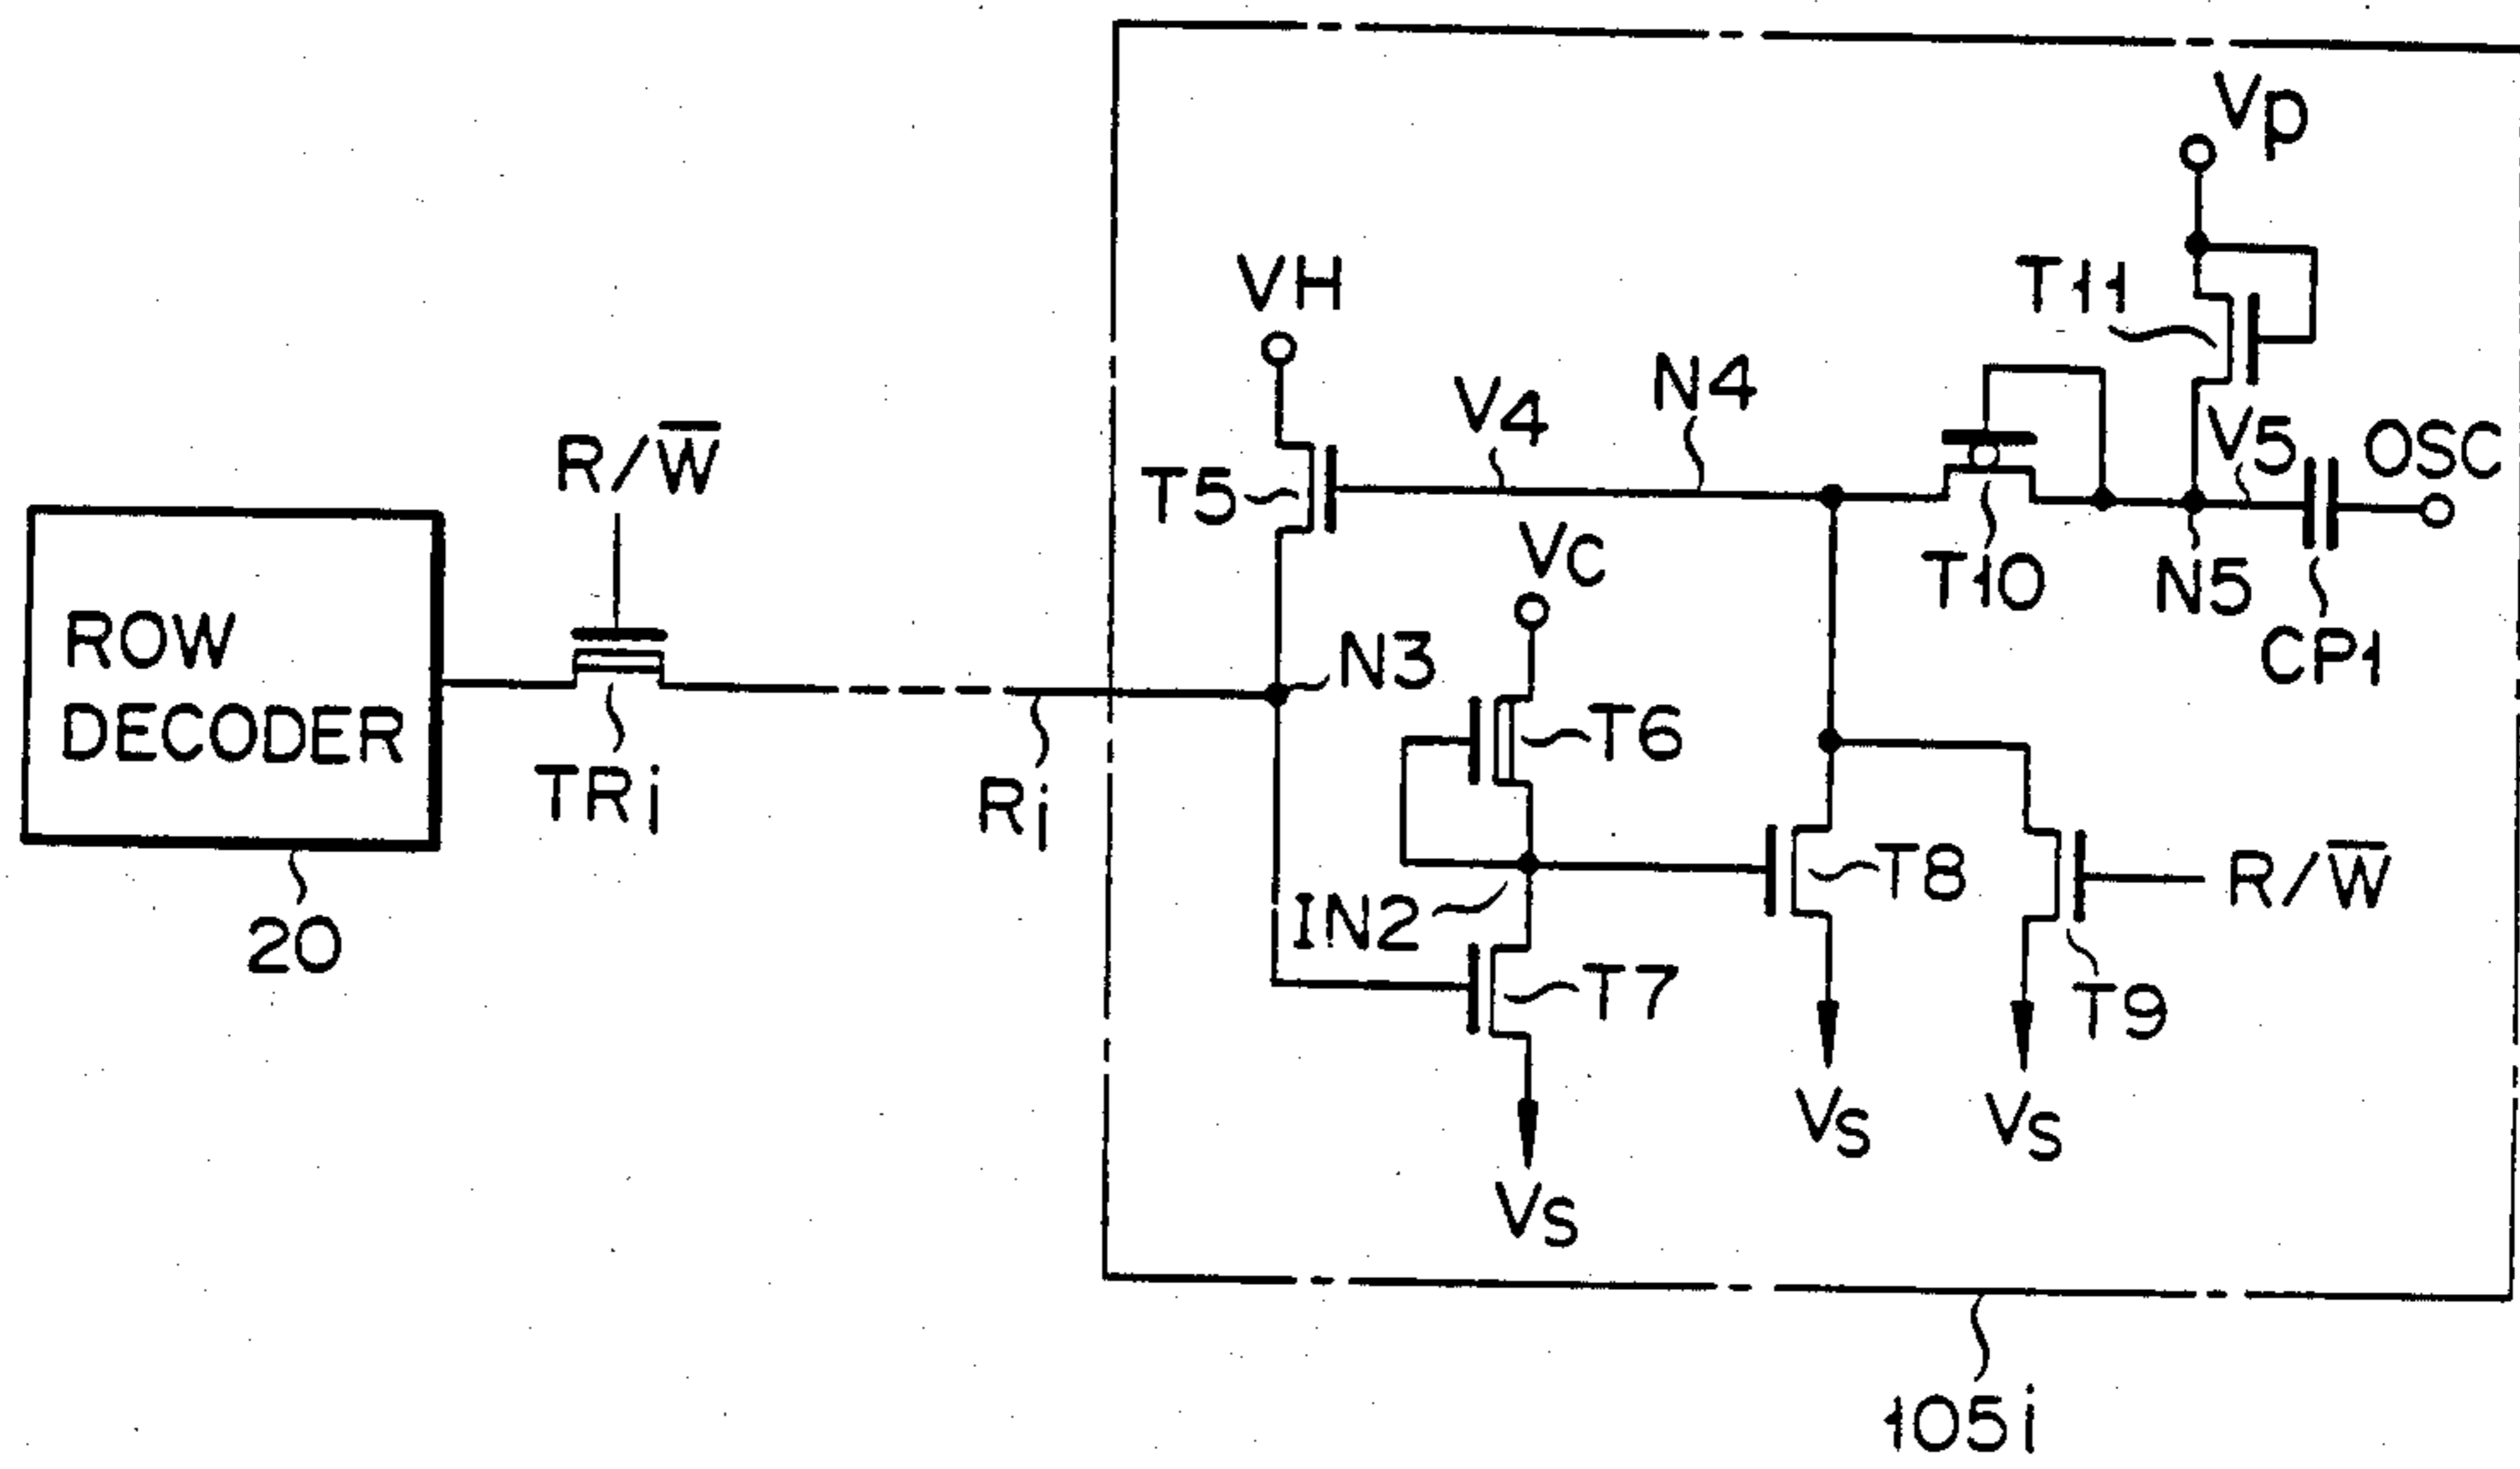 Vp
T11
VH
N4
V4
V5
OSC
R/W̅
T5
VC
T10
N5
CP1
ROW
DECODER
N3
T6
TRi
Ri
T8
R/W̅
IN2
20
T7
T9
VS
VS
VS
105i